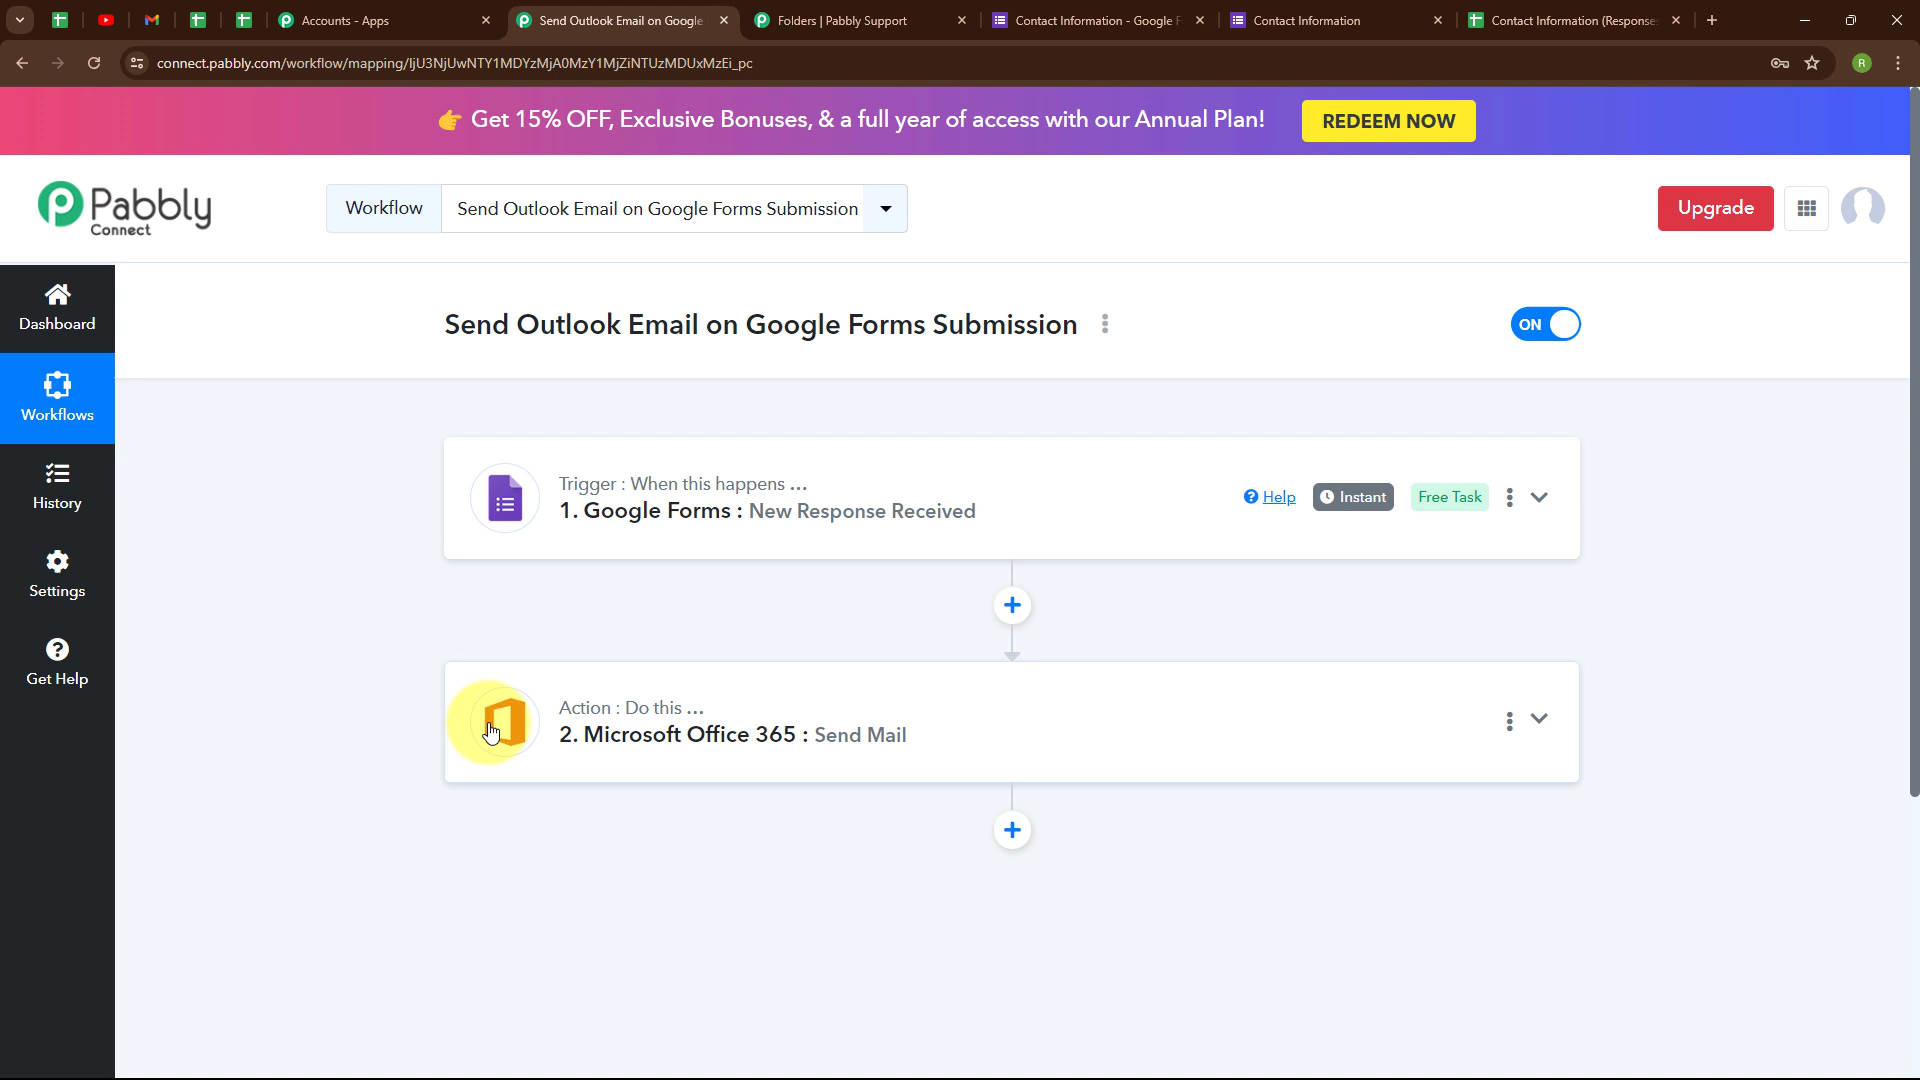 Accounts - Apps
Send Outlook Email on Google
Folders | Pabbly Support
Contact Information - Google F
Contact Information
Contact Information (Response
connect.pabbly.com/workflow/mapping/IjU3NjUwNTY1MDYzMjA0MzY1MjZiNTUzMDUxMzEi_pc
R
👉 Get 15% OFF, Exclusive Bonuses, & a full year of access with our Annual Plan!
REDEEM NOW
Pabbly
Connect
Workflow
Send Outlook Email on Google Forms Submission
Upgrade
Dashboard
Workflows
History
Settings
Get Help
Send Outlook Email on Google Forms Submission
ON
Trigger : When this happens ...
1. Google Forms : New Response Received
Help
Instant
Free Task
Action : Do this ...
2. Microsoft Office 365 : Send Mail